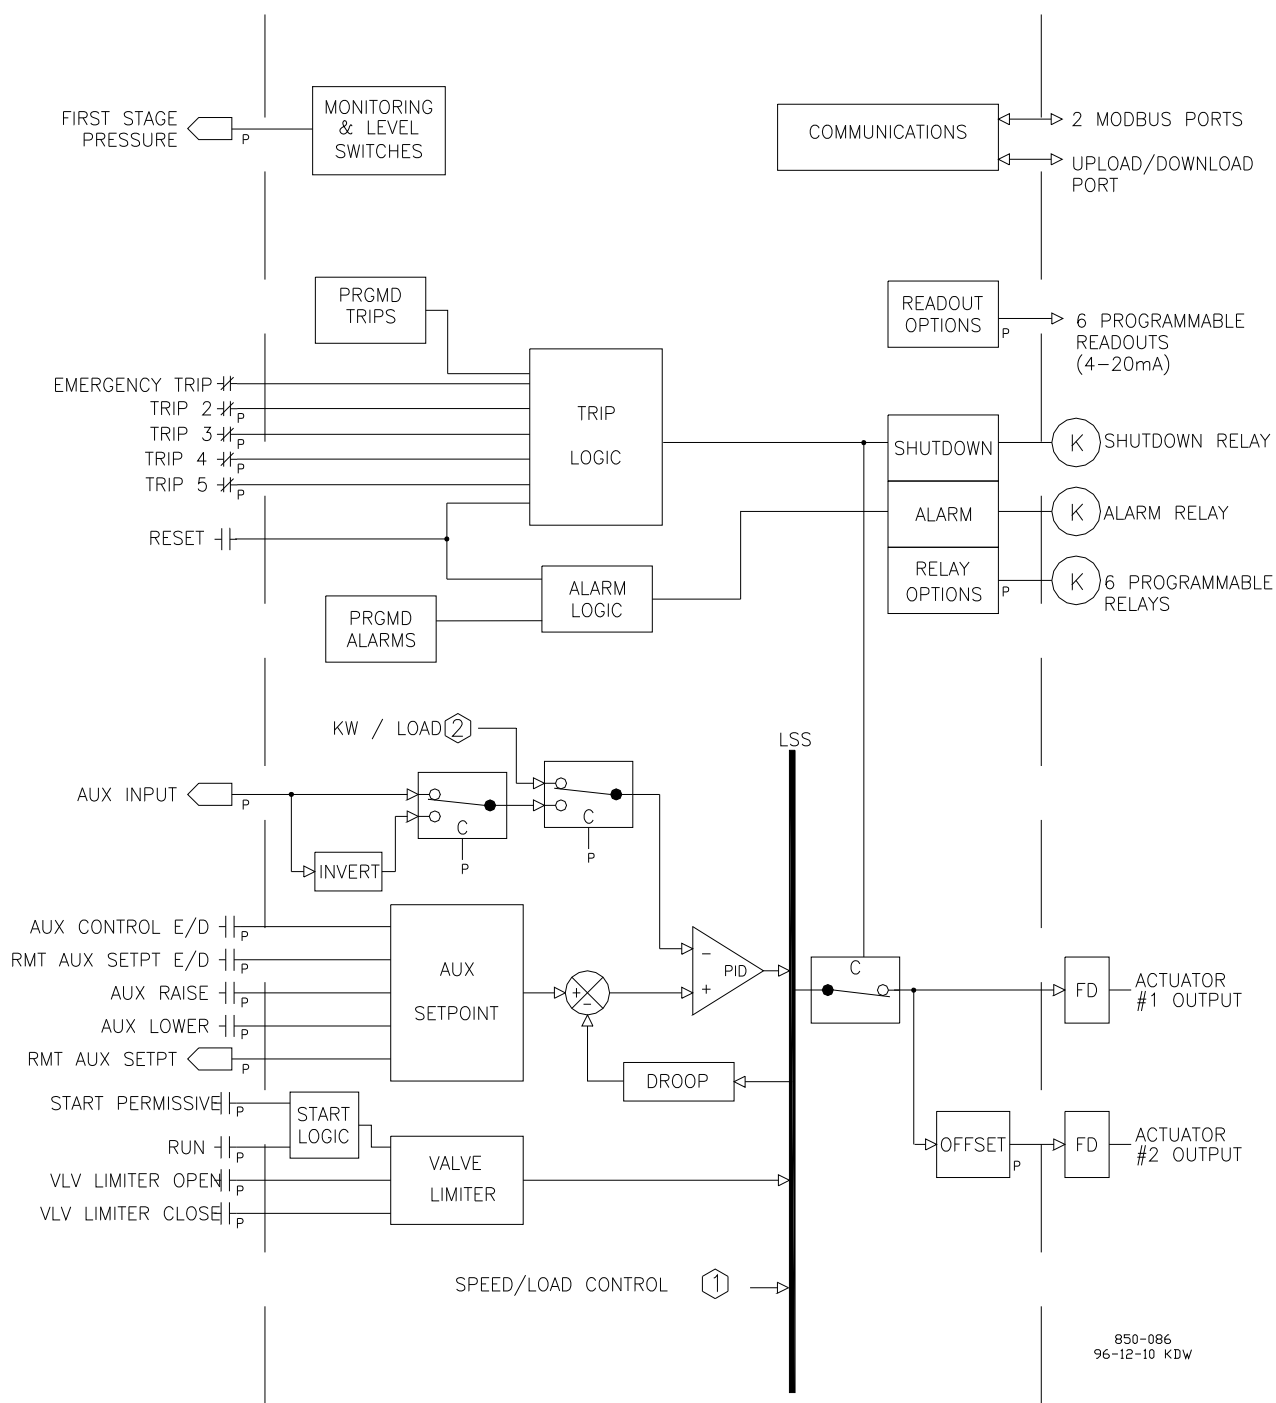 FIRST STAGE
PRESSURE
P
MONITORING
& LEVEL
SWITCHES
COMMUNICATIONS
2 MODBUS PORTS
UPLOAD/DOWNLOAD
PORT
PRGMD
TRIPS
READOUT
OPTIONS
P
6 PROGRAMMABLE
READOUTS
(4-20mA)
EMERGENCY TRIP
TRIP 2
P
TRIP 3
P
TRIP 4
P
TRIP 5
P
TRIP
LOGIC
SHUTDOWN
K
SHUTDOWN RELAY
ALARM
K
ALARM RELAY
RESET
RELAY
OPTIONS
P
K
6 PROGRAMMABLE
RELAYS
ALARM
LOGIC
PRGMD
ALARMS
KW / LOAD
2
LSS
AUX INPUT
P
C
P
C
P
INVERT
AUX CONTROL E/D
P
RMT AUX SETPT E/D
P
AUX RAISE
P
AUX LOWER
P
RMT AUX SETPT
P
AUX
SETPOINT
+
-
-
+
PID
C
FD
ACTUATOR
#1 OUTPUT
DROOP
START PERMISSIVE
P
RUN
P
START
LOGIC
VLV LIMITER OPEN
P
VLV LIMITER CLOSE
P
VALVE
LIMITER
OFFSET
P
FD
ACTUATOR
#2 OUTPUT
SPEED/LOAD CONTROL
1
850-086
96-12-10 KDW